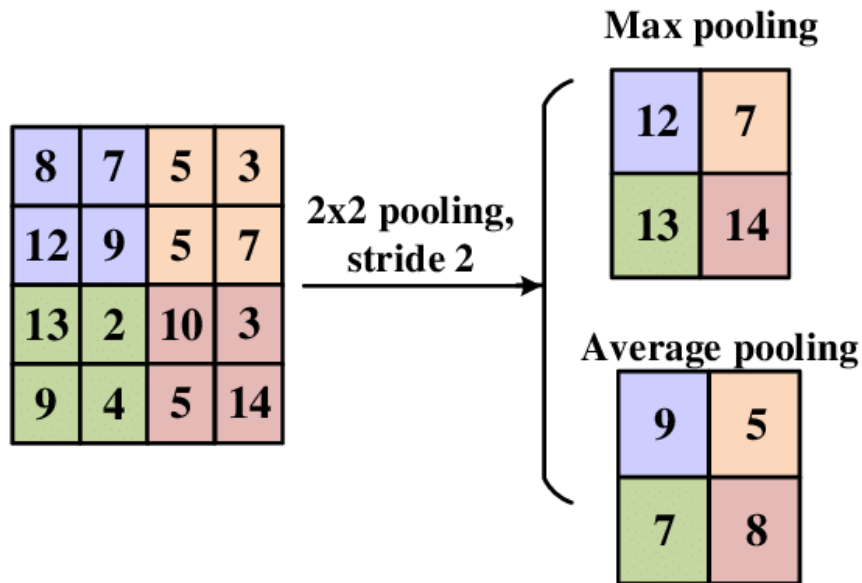 Max pooling
12 7
13 14
8 7 5 3
12 9 5 7
13 2 10 3
9 4 5 14
2x2 pooling,
stride 2
Average pooling
9 5
7 8